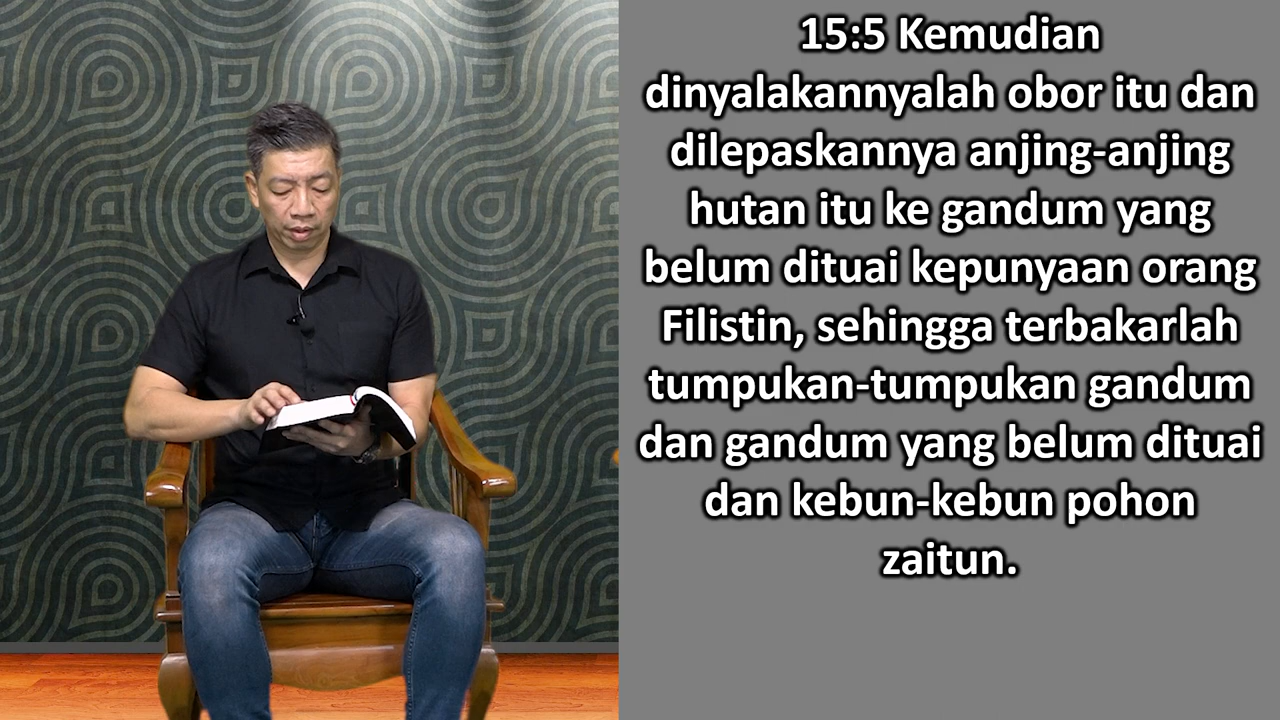 15:5 Kemudian
dinyalakannyalah obor itu dan
dilepaskannya anjing-anjing
hutan itu ke gandum yang
belum dituai kepunyaan orang
Filistin, sehingga terbakarlah
tumpukan-tumpukan gandum
dan gandum yang belum dituai
dan kebun-kebun pohon
zaitun.